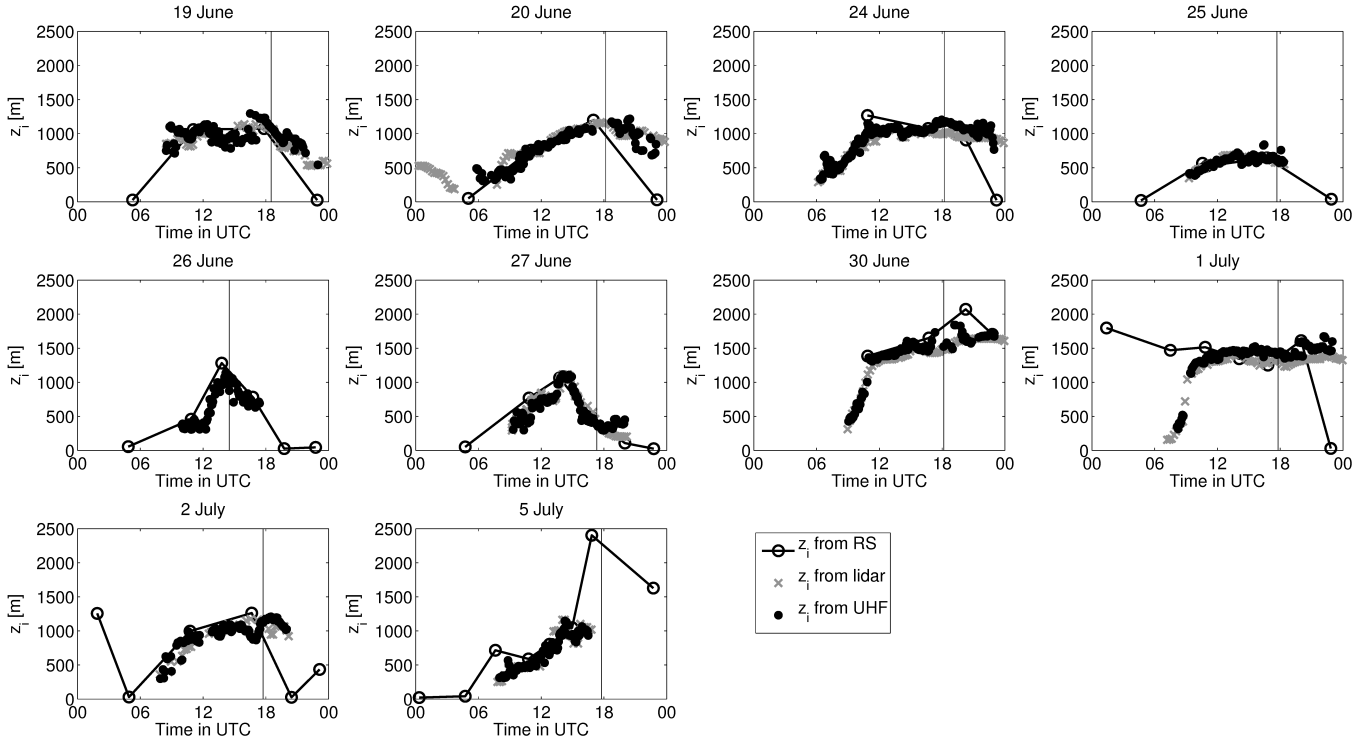 19 June
20 June
24 June
25 June
2500
2000
1500
1000
500
0
z_i [m]
00 06 12 18 00
Time in UTC
2500
2000
1500
1000
500
0
z_i [m]
00 06 12 18 00
Time in UTC
2500
2000
1500
1000
500
0
z_i [m]
00 06 12 18 00
Time in UTC
2500
2000
1500
1000
500
0
z_i [m]
00 06 12 18 00
Time in UTC
26 June
27 June
30 June
1 July
2500
2000
1500
1000
500
0
z_i [m]
00 06 12 18 00
Time in UTC
2500
2000
1500
1000
500
0
z_i [m]
00 06 12 18 00
Time in UTC
2500
2000
1500
1000
500
0
z_i [m]
00 06 12 18 00
Time in UTC
2500
2000
1500
1000
500
0
z_i [m]
00 06 12 18 00
Time in UTC
2 July
5 July
2500
2000
1500
1000
500
0
z_i [m]
00 06 12 18 00
Time in UTC
2500
2000
1500
1000
500
0
z_i [m]
00 06 12 18 00
Time in UTC
z_i from RS
z_i from lidar
z_i from UHF